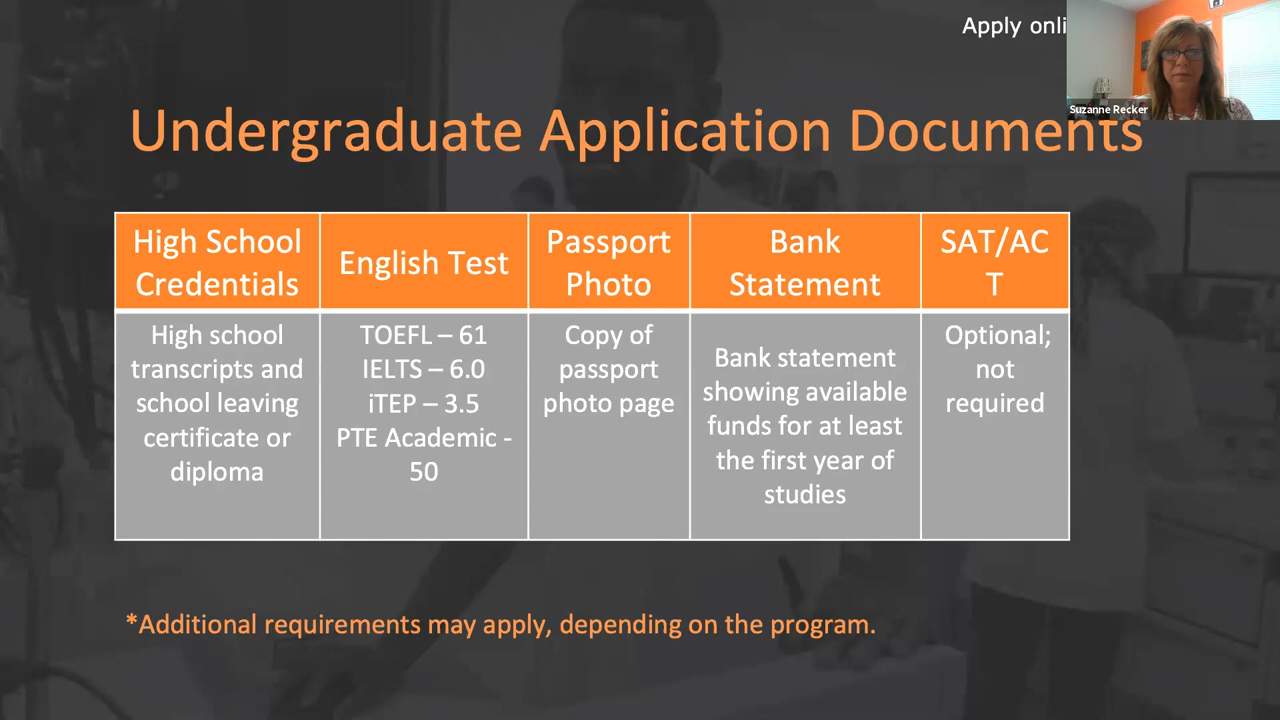 Apply onli
Suzanne Recker
Undergraduate Application Documents
High School
Credentials
English Test
Passport
Photo
Bank
Statement
SAT/AC
T
High school
transcripts and
school leaving
certificate or
diploma
TOEFL – 61
IELTS – 6.0
iTEP – 3.5
PTE Academic -
50
Copy of
passport
photo page
Bank statement
showing available
funds for at least
the first year of
studies
Optional;
not
required
*Additional requirements may apply, depending on the program.